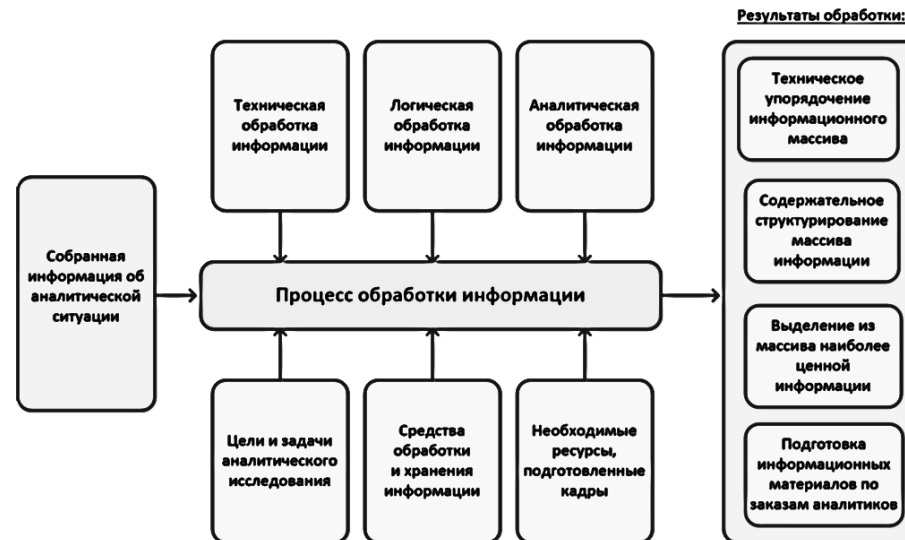 Результаты обработки:
Техническая
обработка
информации
Логическая
обработка
информации
Аналитическая
обработка
информации
Техническое
упорядочение
информационного
массива
Содержательное
структурирование
массива
информации
Собранная
информация об
аналитической
ситуации
Процесс обработки информации
Выделение из
массива наиболее
ценной
информации
Цели и задачи
аналитического
исследования
Средства
обработки
и хранения
информации
Необходимые
ресурсы,
подготовленные
кадры
Подготовка
информационных
материалов по
заказам аналитиков